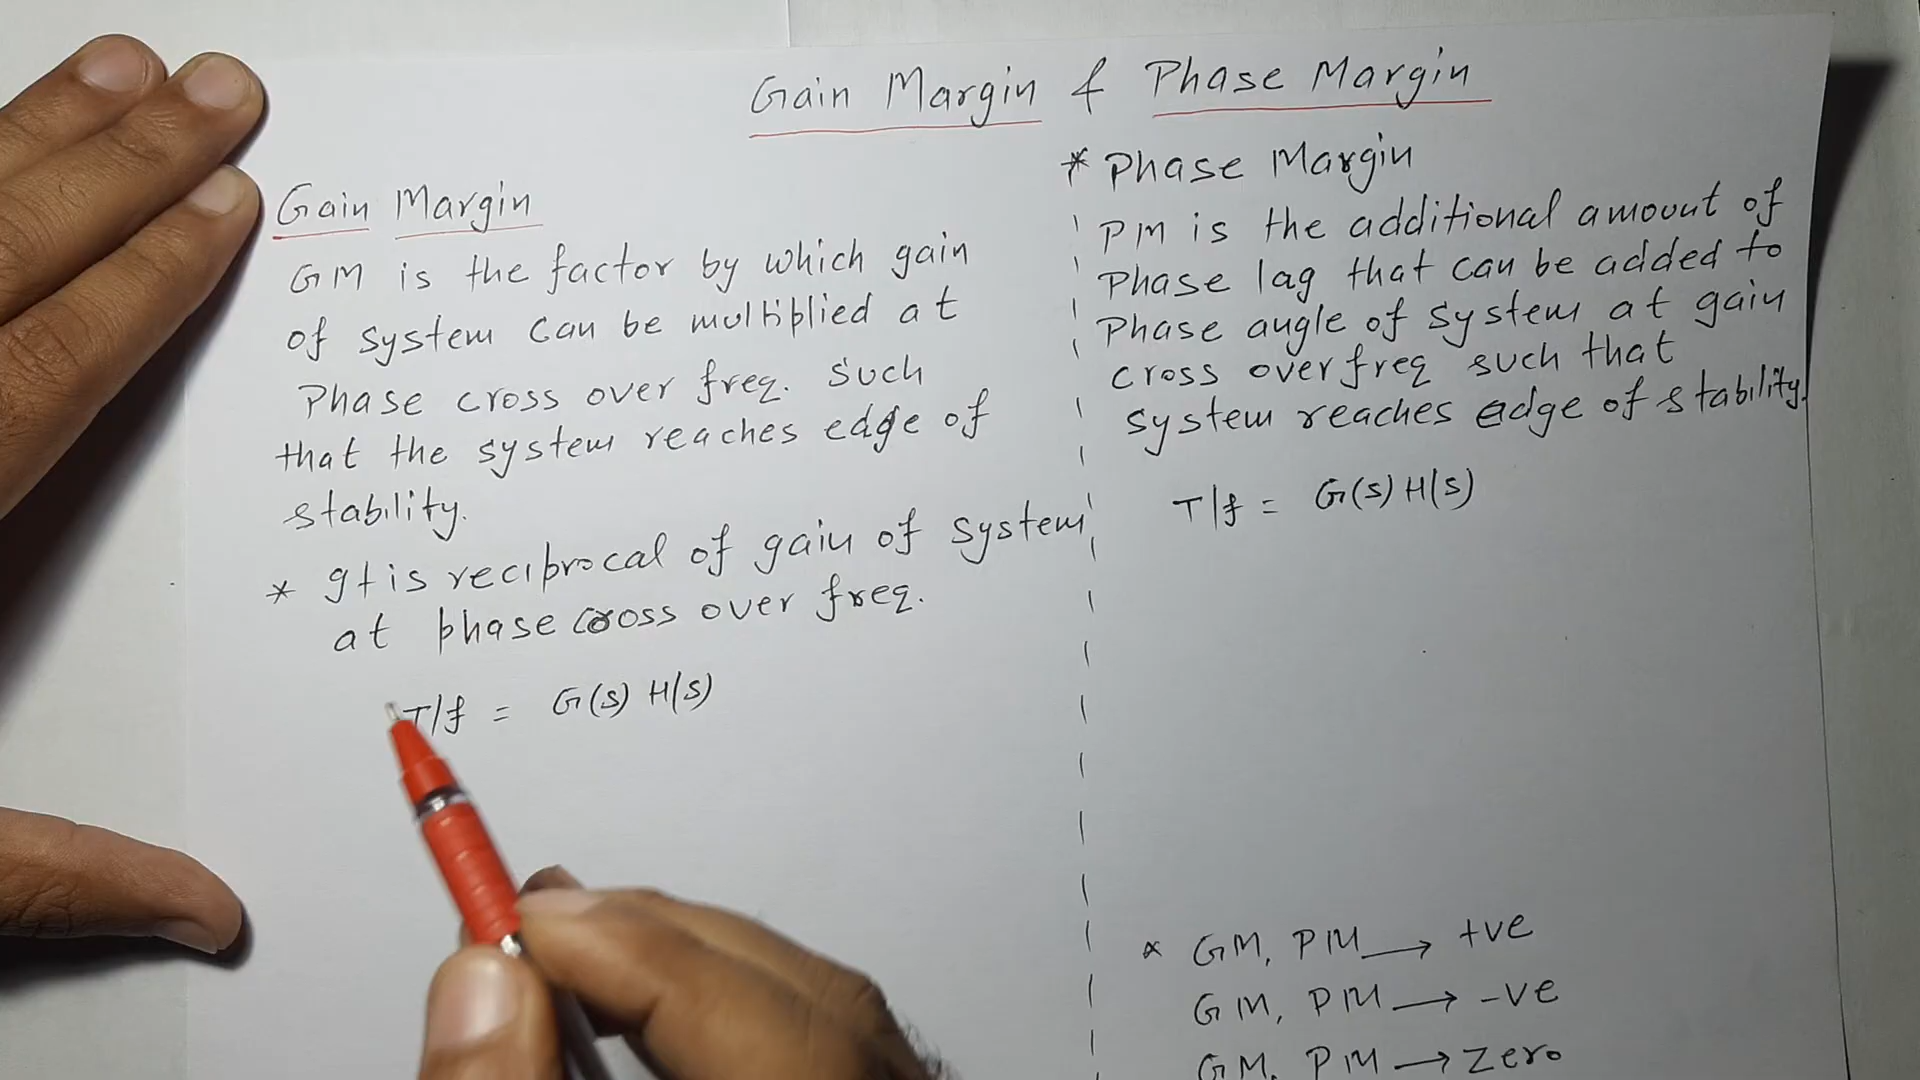 Gain Margin & Phase Margin
Gain Margin
GM is the factor by which gain
of system can be multiplied at
Phase cross over freq. Such
that the system reaches edge of
stability.
* It is reciprocal of gain of system
at phase cross over freq.
T/f = G(s) H(s)
* Phase Margin
PM is the additional amount of
Phase lag that can be added to
Phase angle of system at gain
cross over freq such that
system reaches edge of stability.
T/f = G(s) H(s)
* GM, PM → +ve
GM, PM → -ve
GM, PM → zero